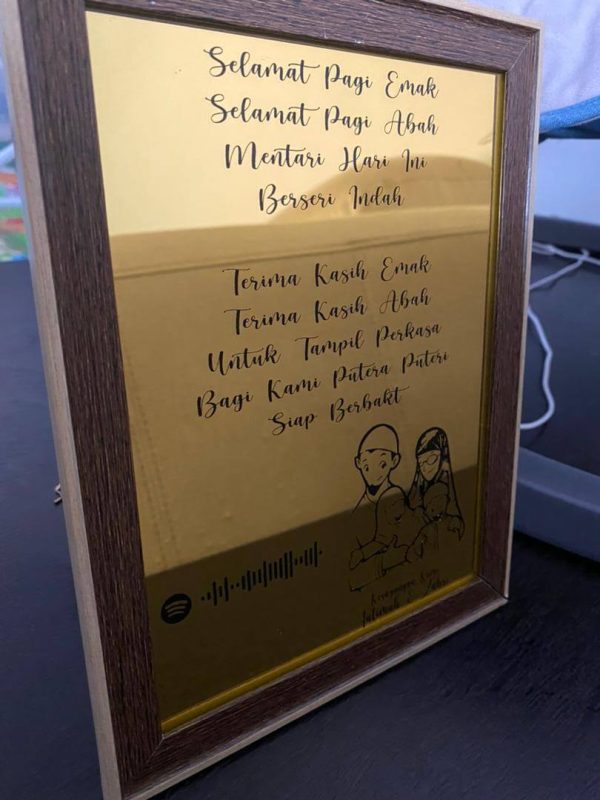 Selamat Pagi Emak
Selamat Pagi Abah
Mentari Hari Ini
Berseri Indah
Terima Kasih Emak
Terima Kasih Abah
Untuk Tampil Perkasa
Bagi Kami Putera Puteri
Siap Berbakt